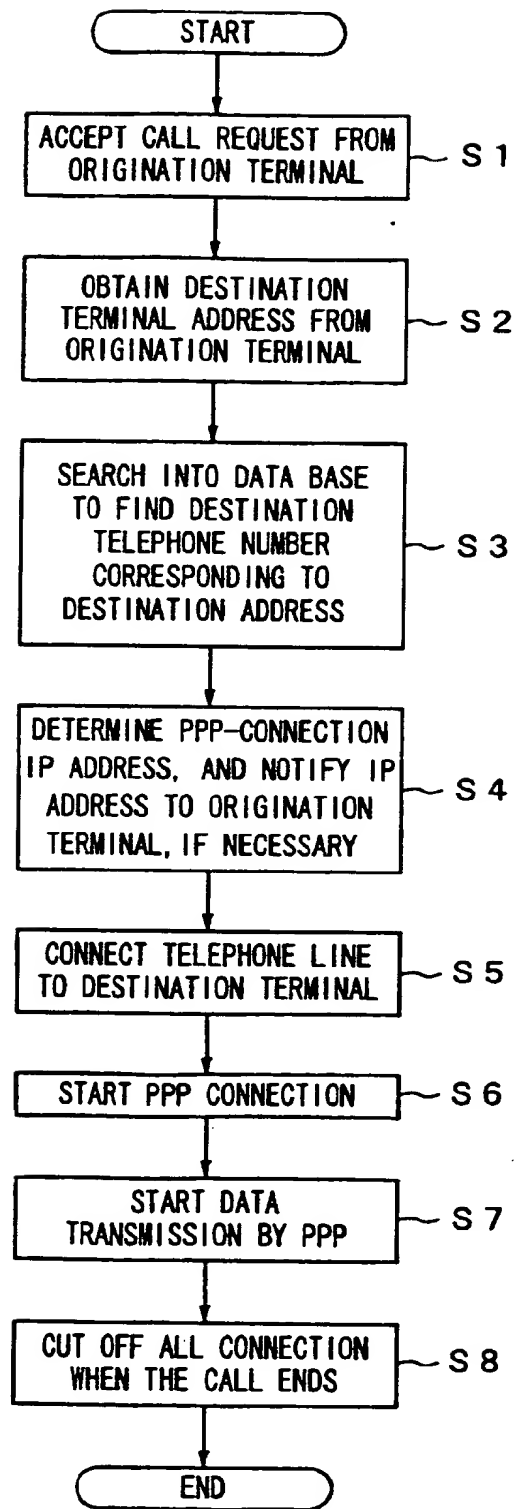 START
ACCEPT CALL REQUEST FROM
ORIGINATION TERMINAL
S 1
OBTAIN DESTINATION
TERMINAL ADDRESS FROM
ORIGINATION TERMINAL
S 2
SEARCH INTO DATA BASE
TO FIND DESTINATION
TELEPHONE NUMBER
CORRESPONDING TO
DESTINATION ADDRESS
S 3
DETERMINE PPP-CONNECTION
IP ADDRESS, AND NOTIFY IP
ADDRESS TO ORIGINATION
TERMINAL, IF NECESSARY
S 4
CONNECT TELEPHONE LINE
TO DESTINATION TERMINAL
S 5
START PPP CONNECTION
S 6
START DATA
TRANSMISSION BY PPP
S 7
CUT OFF ALL CONNECTION
WHEN THE CALL ENDS
S 8
END